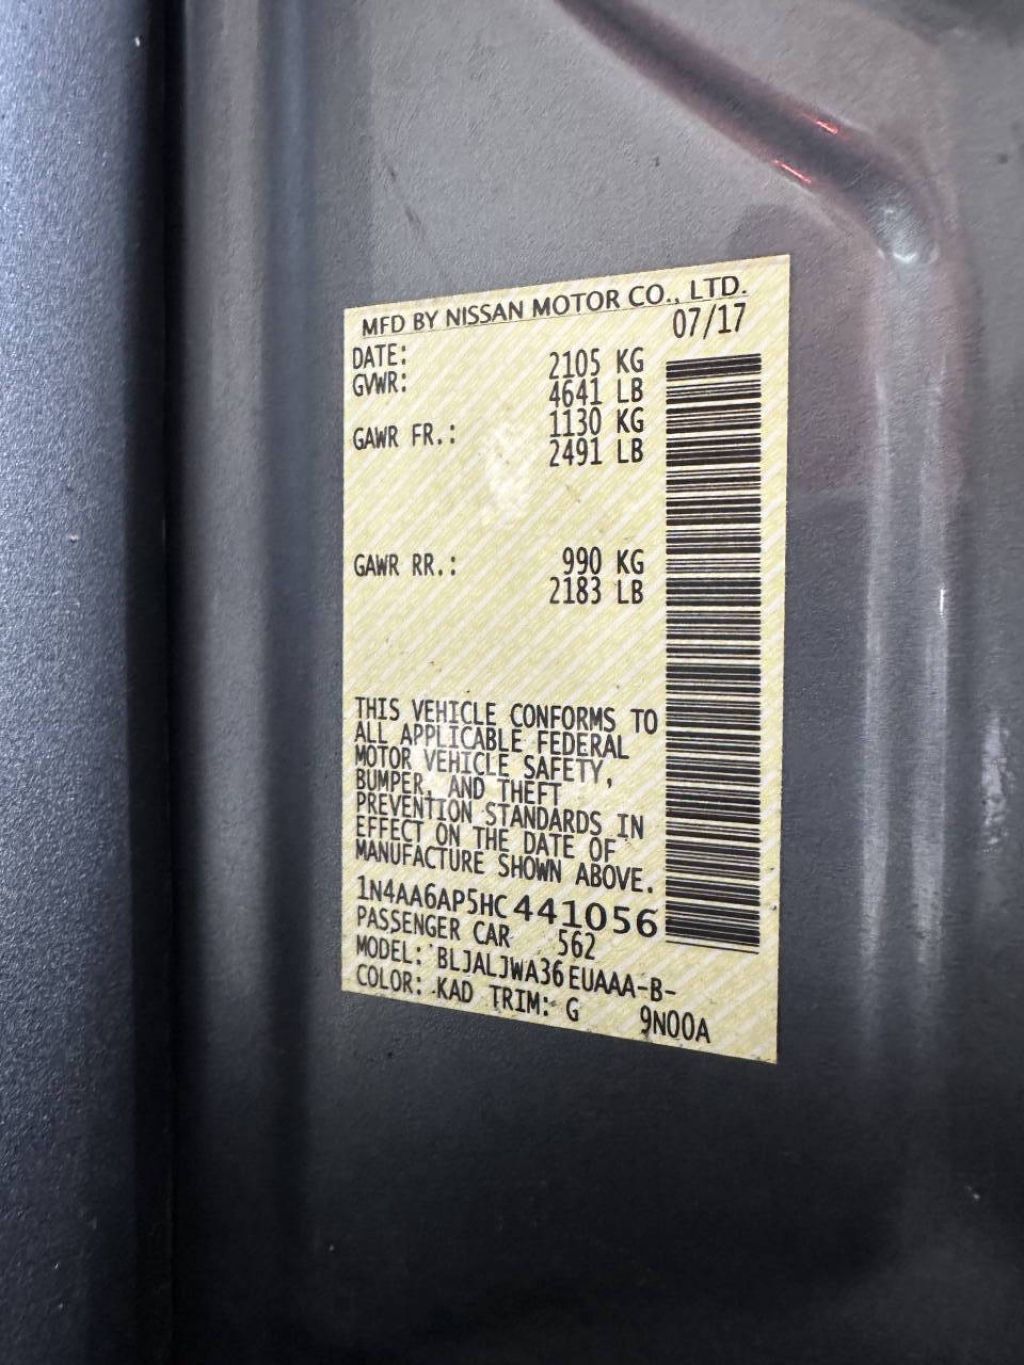 MFD BY NISSAN MOTOR CO., LTD.
DATE: 07/17
GVWR: 2105 KG
4641 LB
GAWR FR.: 1130 KG
2491 LB
GAWR RR.: 990 KG
2183 LB
THIS VEHICLE CONFORMS TO
ALL APPLICABLE FEDERAL
MOTOR VEHICLE SAFETY,
BUMPER, AND THEFT
PREVENTION STANDARDS IN
EFFECT ON THE DATE OF
MANUFACTURE SHOWN ABOVE.
1N4AA6AP5HC441056
PASSENGER CAR 562
MODEL: BLJALJWA36EUAAA-B-
COLOR: KAD TRIM: G 9N00A